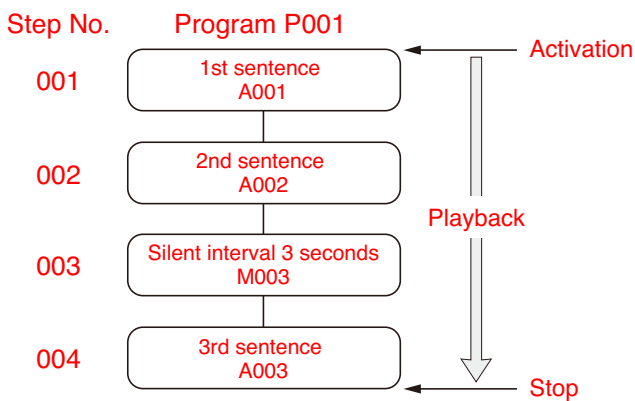 Step No. Program P001
Activation
001 1st sentence
A001
002 2nd sentence
A002
Playback
003 Silent interval 3 seconds
M003
004 3rd sentence
A003
Stop